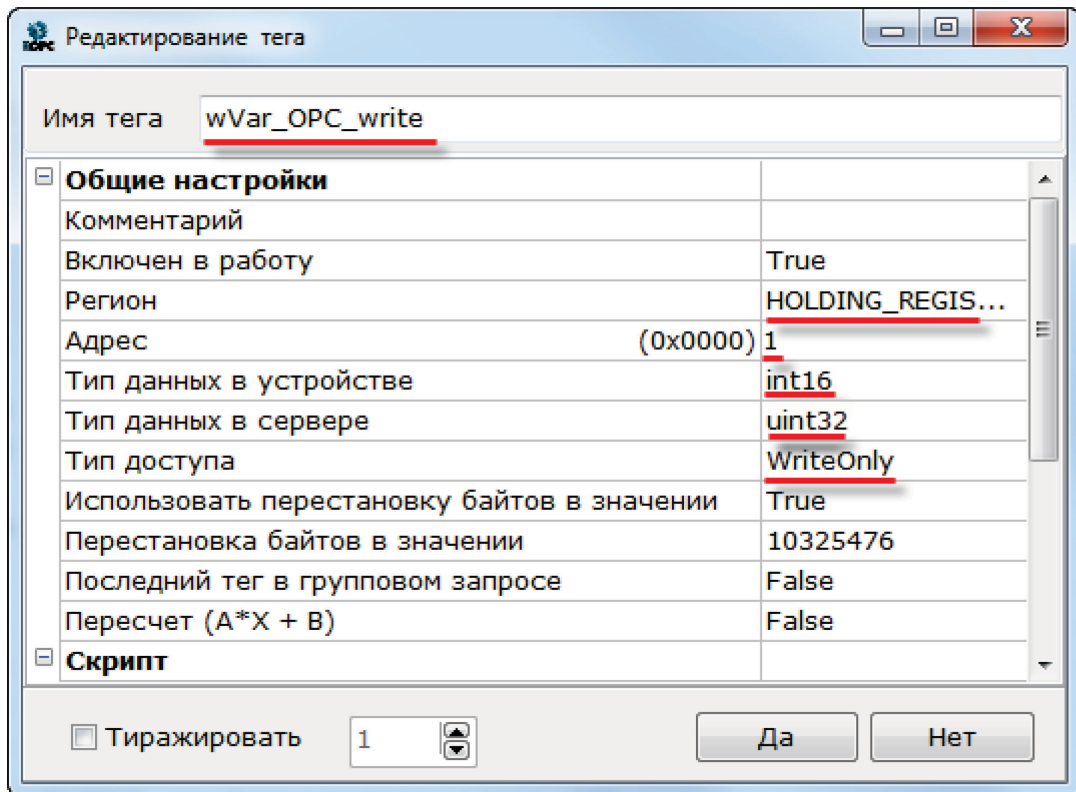 Редактирование тега
Имя тега wVar_OPC_write
Общие настройки
Комментарий
Включен в работу True
Регион HOLDING_REGIS...
Адрес (0x0000) 1
Тип данных в устройстве int16
Тип данных в сервере uint32
Тип доступа WriteOnly
Использовать перестановку байтов в значении True
Перестановка байтов в значении 10325476
Последний тег в групповом запросе False
Пересчет (A*X + B) False
Скрипт
Тиражировать 1 Да Нет